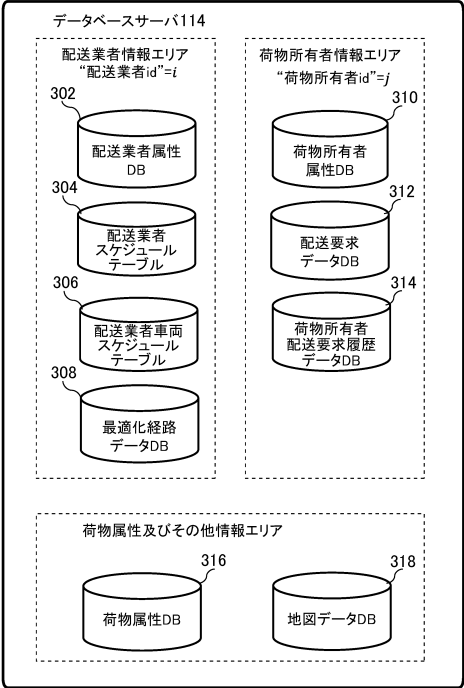 データベースサーバ114
配送業者情報エリア
“配送業者id”=i
302
配送業者属性
DB
304
配送業者
スケジュール
テーブル
306
配送業者車両
スケジュール
テーブル
308
最適化経路
データDB
荷物所有者情報エリア
“荷物所有者id”=j
310
荷物所有者
属性DB
312
配送要求
データDB
314
荷物所有者
配送要求履歴
データDB
荷物属性及びその他情報エリア
316
荷物属性DB
318
地図データDB